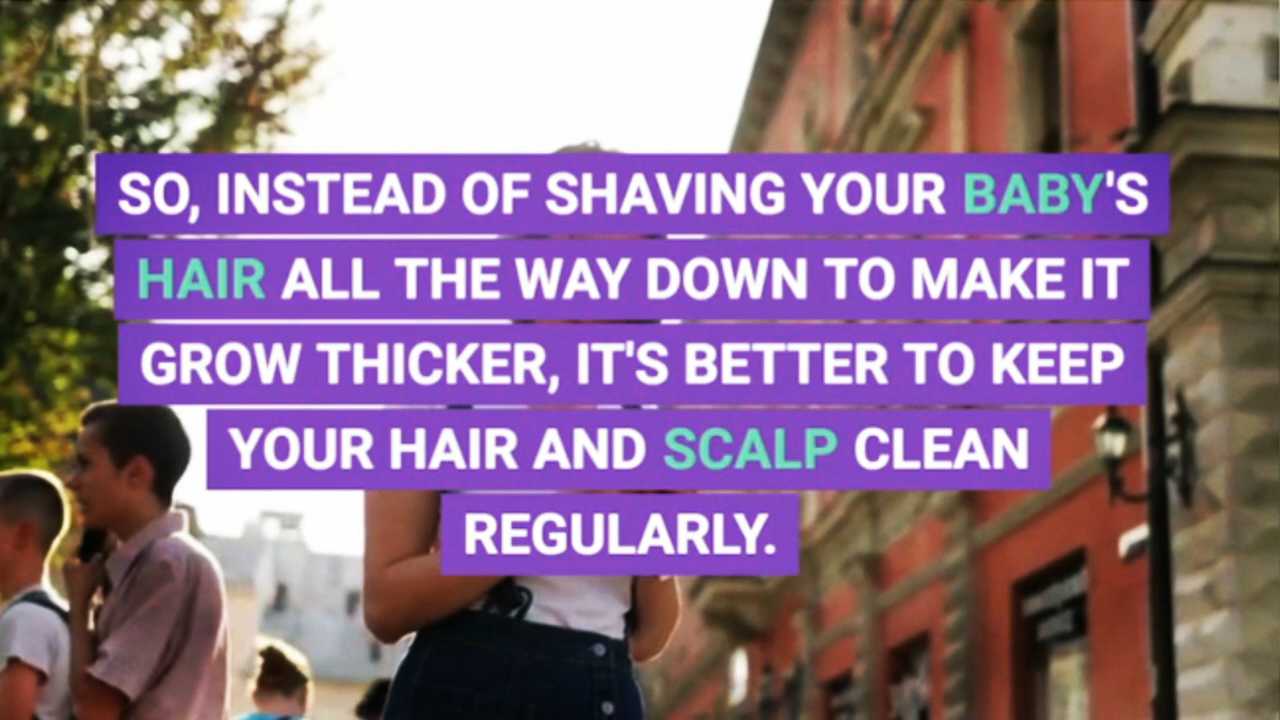 SO, INSTEAD OF SHAVING YOUR BABY'S
HAIR ALL THE WAY DOWN TO MAKE IT
GROW THICKER, IT'S BETTER TO KEEP
YOUR HAIR AND SCALP CLEAN
REGULARLY.